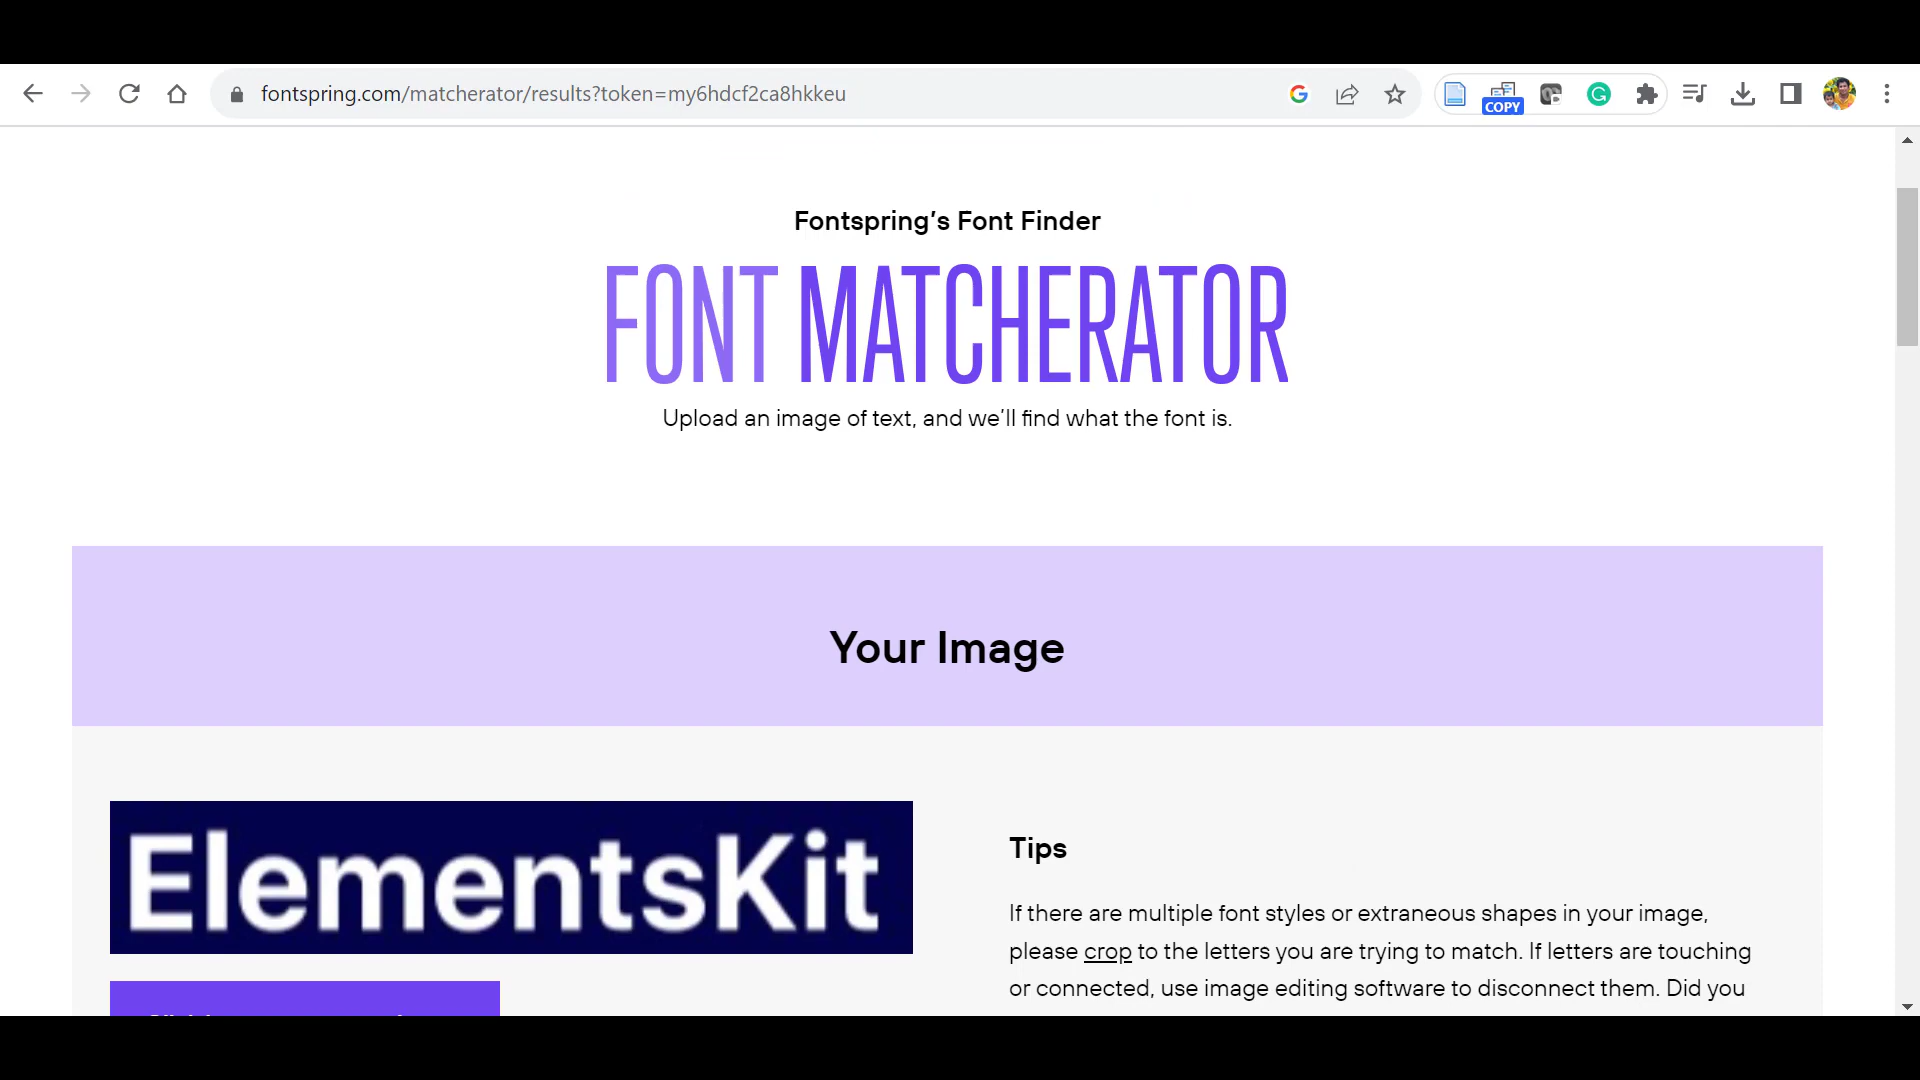 fontspring.com/matcherator/results?token=my6hdcf2ca8hkkeu
COPY
Fontspring’s Font Finder
FONT MATCHERATOR
Upload an image of text, and we’ll find what the font is.
Your Image
ElementsKit
Tips
If there are multiple font styles or extraneous shapes in your image,
please crop to the letters you are trying to match. If letters are touching
or connected, use image editing software to disconnect them. Did you